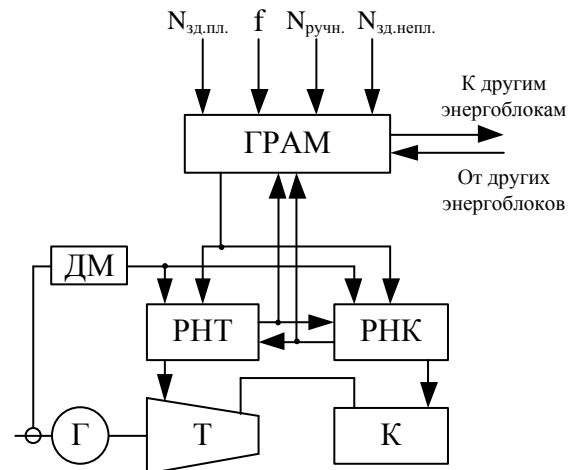 Nзд.пл. f Nручн. Nзд.непл.
К другим
энергоблокам
ГРАМ
От других
энергоблоков
ДМ
РНТ РНК
Г Т К